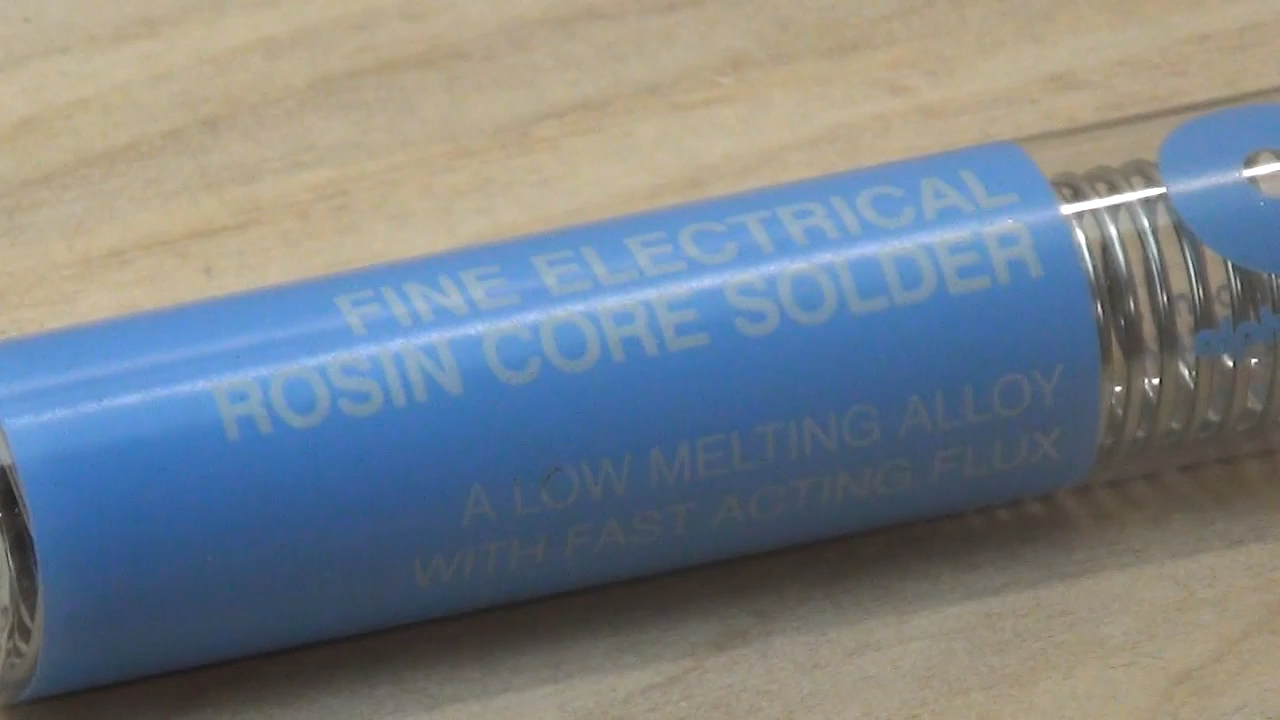 FINE ELECTRICAL
ROSIN CORE SOLDER
A LOW MELTING ALLOY
WITH FAST ACTING FLUX